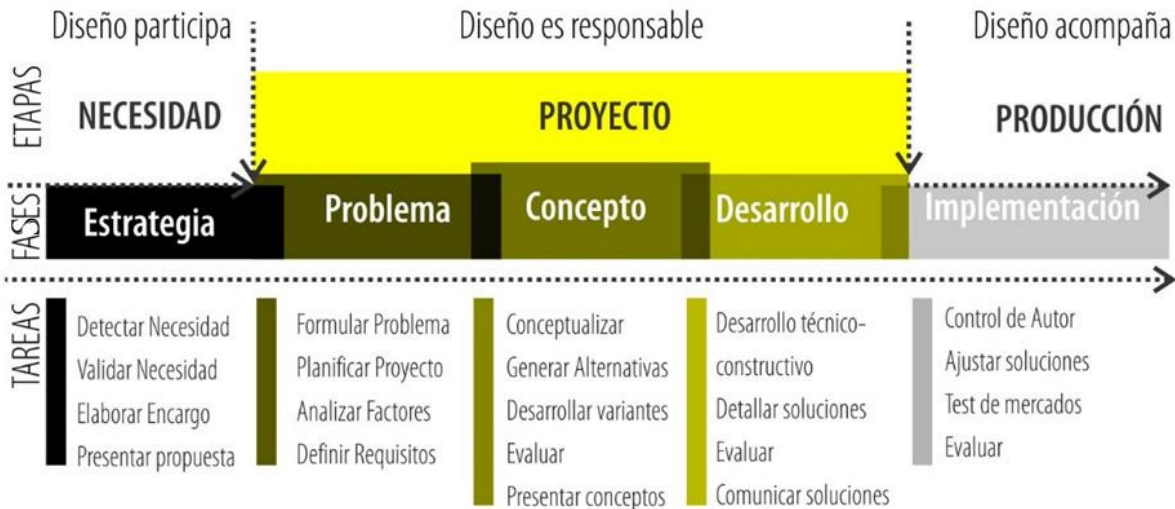 Diseño participa
Diseño es responsable
Diseño acompaña
ETAPAS
NECESIDAD
PROYECTO
PRODUCCIÓN
FASES
Estrategia
Problema
Concepto
Desarrollo
Implementación
TAREAS
Detectar Necesidad
Validar Necesidad
Elaborar Encargo
Presentar propuesta
Formular Problema
Planificar Proyecto
Analizar Factores
Definir Requisitos
Conceptualizar
Generar Alternativas
Desarrollar variantes
Evaluar
Presentar conceptos
Desarrollo técnico-
constructivo
Detallar soluciones
Evaluar
Comunicar soluciones
Control de Autor
Ajustar soluciones
Test de mercados
Evaluar